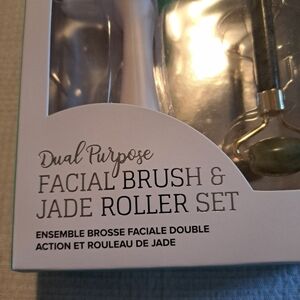 Dual Purpose
FACIAL BRUSH &
JADE ROLLER SET
ENSEMBLE BROSSE FACIALE DOUBLE
ACTION ET ROULEAU DE JADE